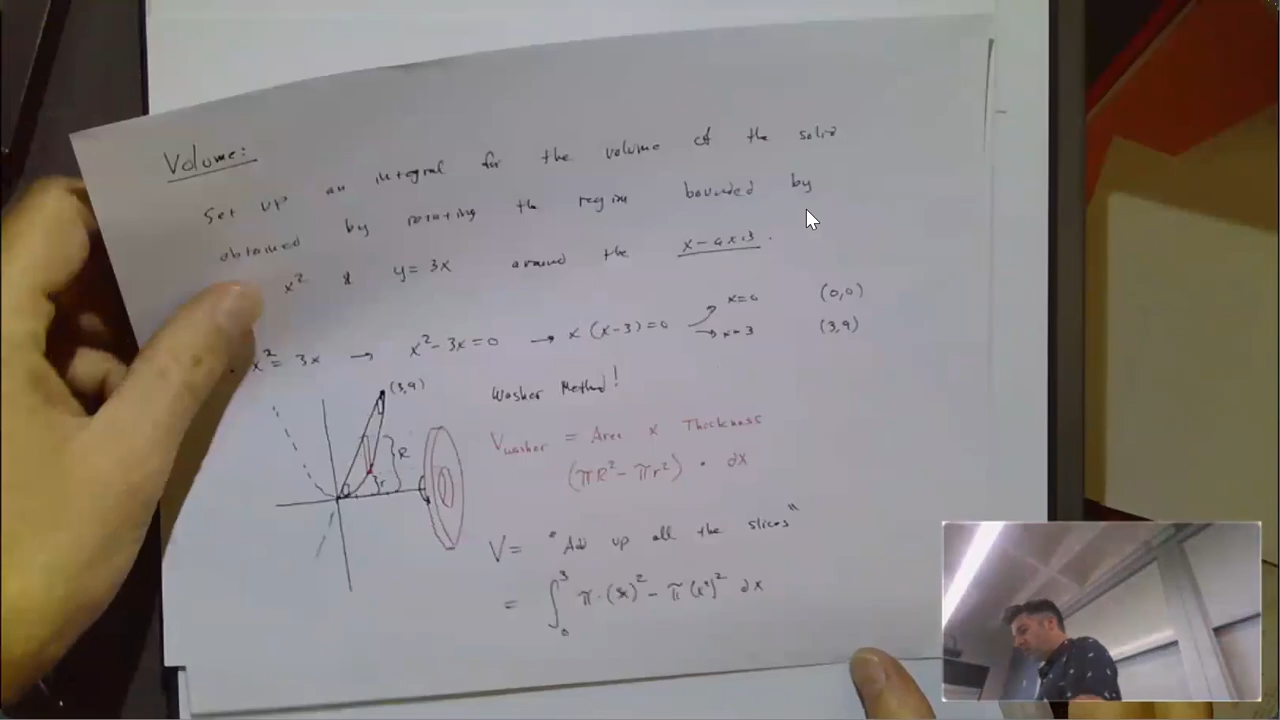 Volume:
Set up an integral for the volume of the solid
obtained by rotating the region bounded by
x² & y = 3x around the x-axis.
x² = 3x → x² - 3x = 0 → x (x-3) = 0
x = 0 (0,0)
x = 3 (3,9)
(3,9)
Washer Method!
R
r
V washer = Area × Thickness
(πR² - πr²) · dx
V = "Add up all the slices"
= ∫₀³ π·(3x)² - π(x²)² dx